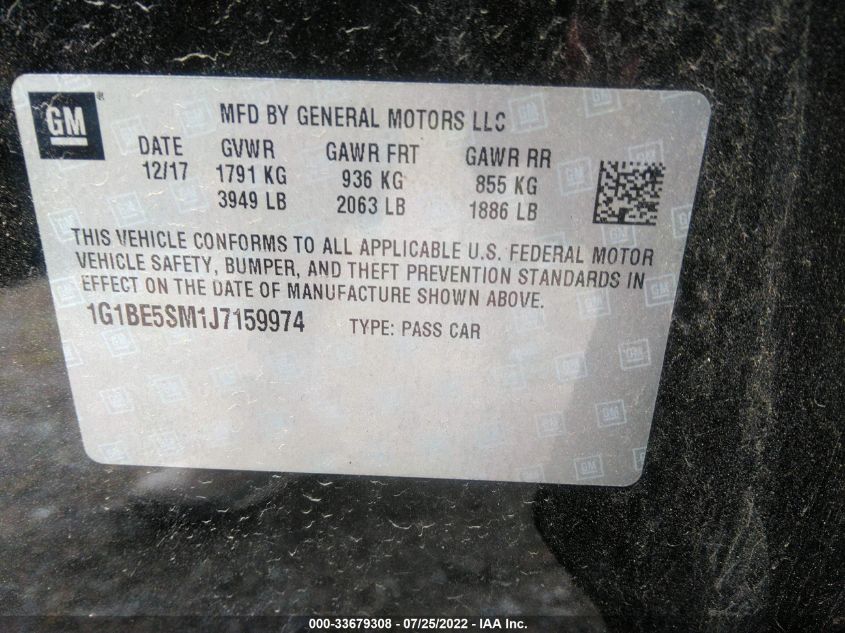 GM
MFD BY GENERAL MOTORS LLC
DATE GVWR GAWR FRT GAWR RR
12/17 1791 KG 936 KG 855 KG
3949 LB 2063 LB 1886 LB
THIS VEHICLE CONFORMS TO ALL APPLICABLE U.S. FEDERAL MOTOR
VEHICLE SAFETY, BUMPER, AND THEFT PREVENTION STANDARDS IN
EFFECT ON THE DATE OF MANUFACTURE SHOWN ABOVE.
1G1BE5SM1J7159974 TYPE: PASS CAR
000-33679308 - 07/25/2022 - IAA Inc.